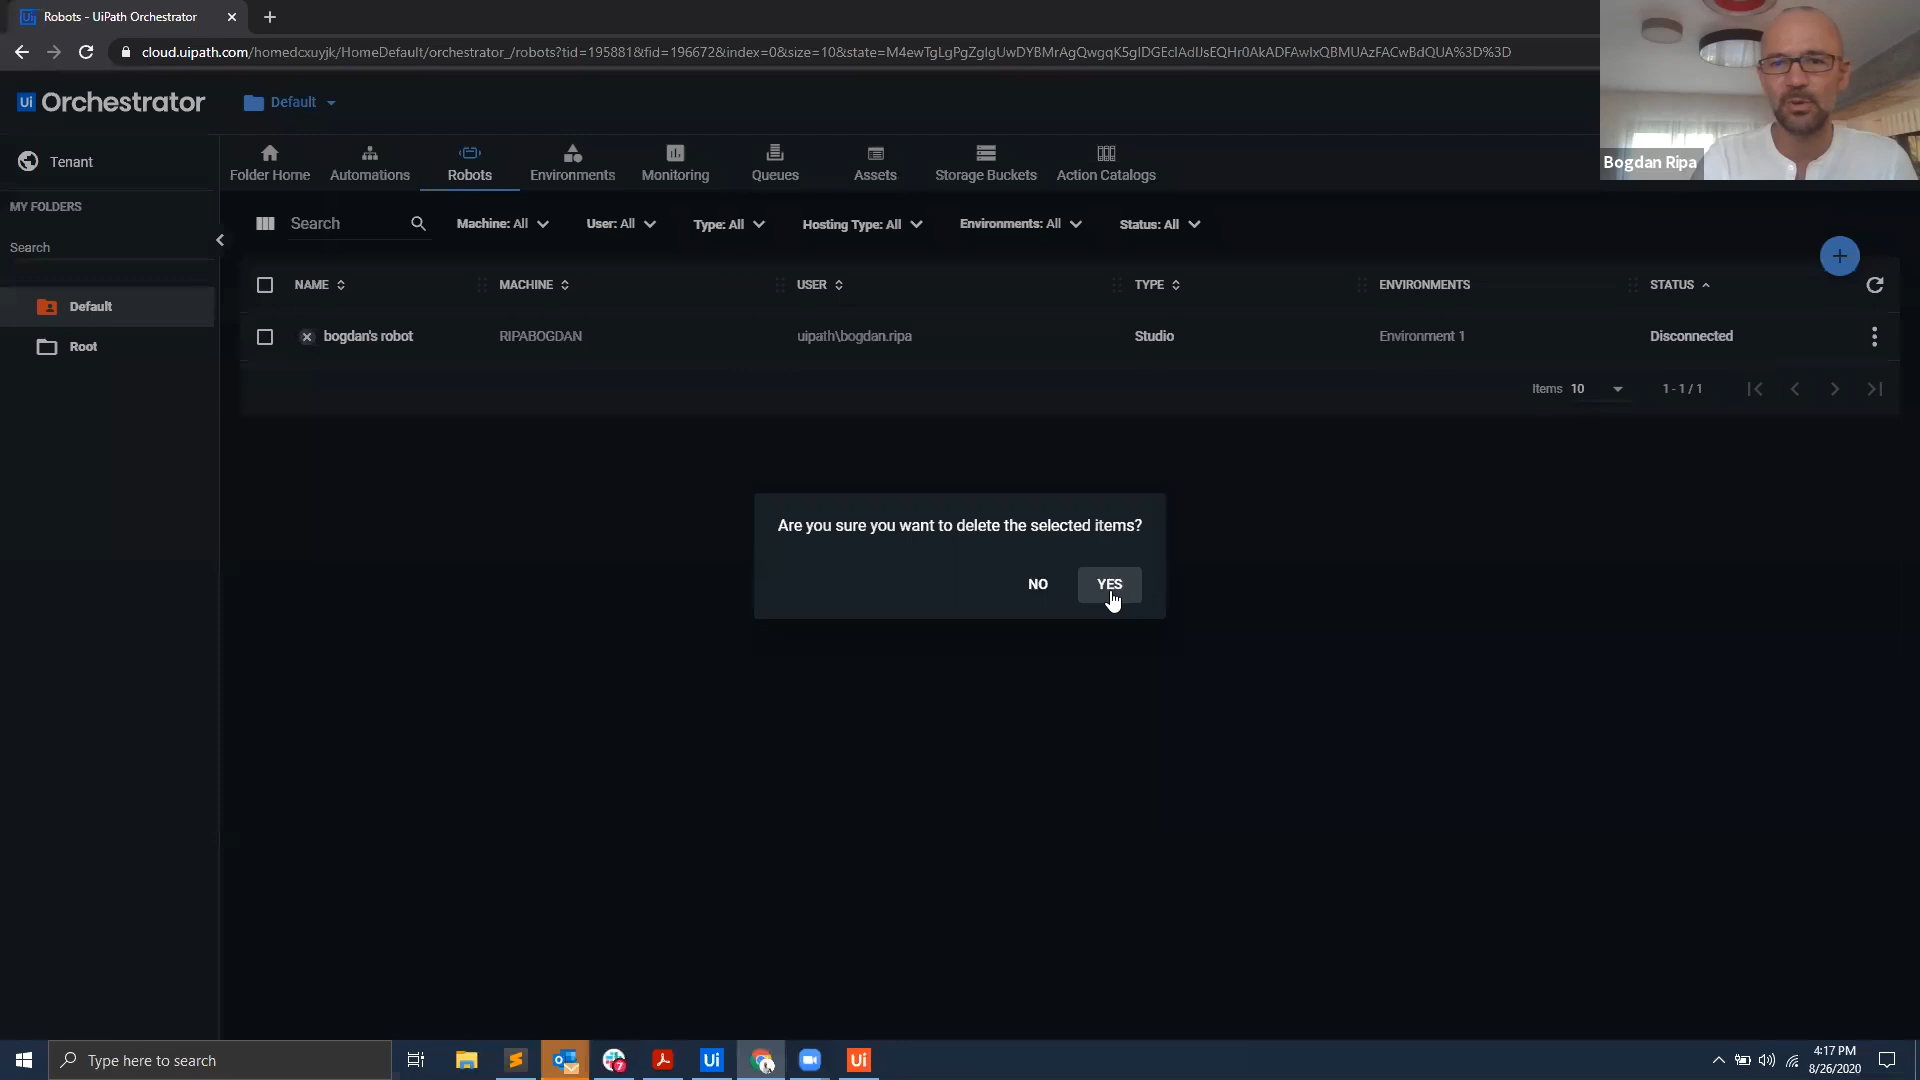 Robots - UiPath Orchestrator
cloud.uipath.com/homedcxuyjk/HomeDefault/orchestrator_/robots?tid=195881&fid=196672&index=0&size=10&state=
Bogdan Ripa
Ui Orchestrator
Default
Tenant
Folder Home
Automations
Robots
Environments
Monitoring
Queues
Assets
Storage Buckets
Action Catalogs
MY FOLDERS
Search
Default
Root
Search
Machine: All
User: All
Type: All
Hosting Type: All
Environments: All
Status: All
NAME
MACHINE
USER
TYPE
ENVIRONMENTS
STATUS
bogdan's robot
RIPABOGDAN
uipath\bogdan.ripa
Studio
Environment 1
Disconnected
Items 10
1 - 1 / 1
Are you sure you want to delete the selected items?
NO
YES
Type here to search
7
Ui
Ui
4:17 PM
8/26/2020